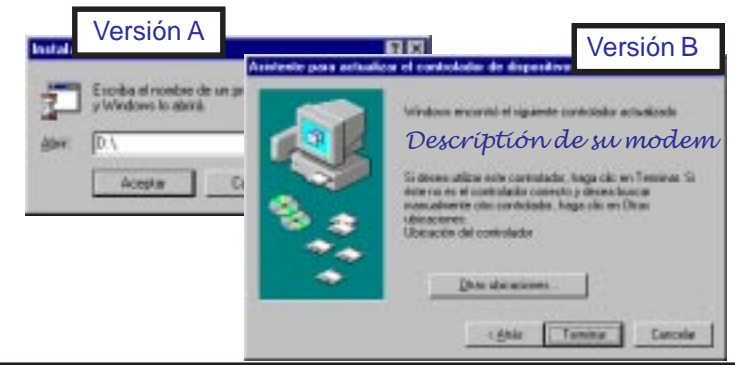 Versión A
Versión B
Instala
Asistente para actualizar el controlador de dispositivo
Escriba el nombre de un
y Windows lo abrirá.
Abrir:
D:\
Aceptar
Windows encontró el siguiente controlador actualizado
Descriptión de su modem
Si desea utilizar este controlador, haga clic en Terminar. Si
éste no es el controlador correcto y desea buscar
manualmente otro controlador, haga clic en Otras
ubicaciones.
Ubicación del controlador
Otras ubicaciones...
< Atrás
Terminar
Cancelar